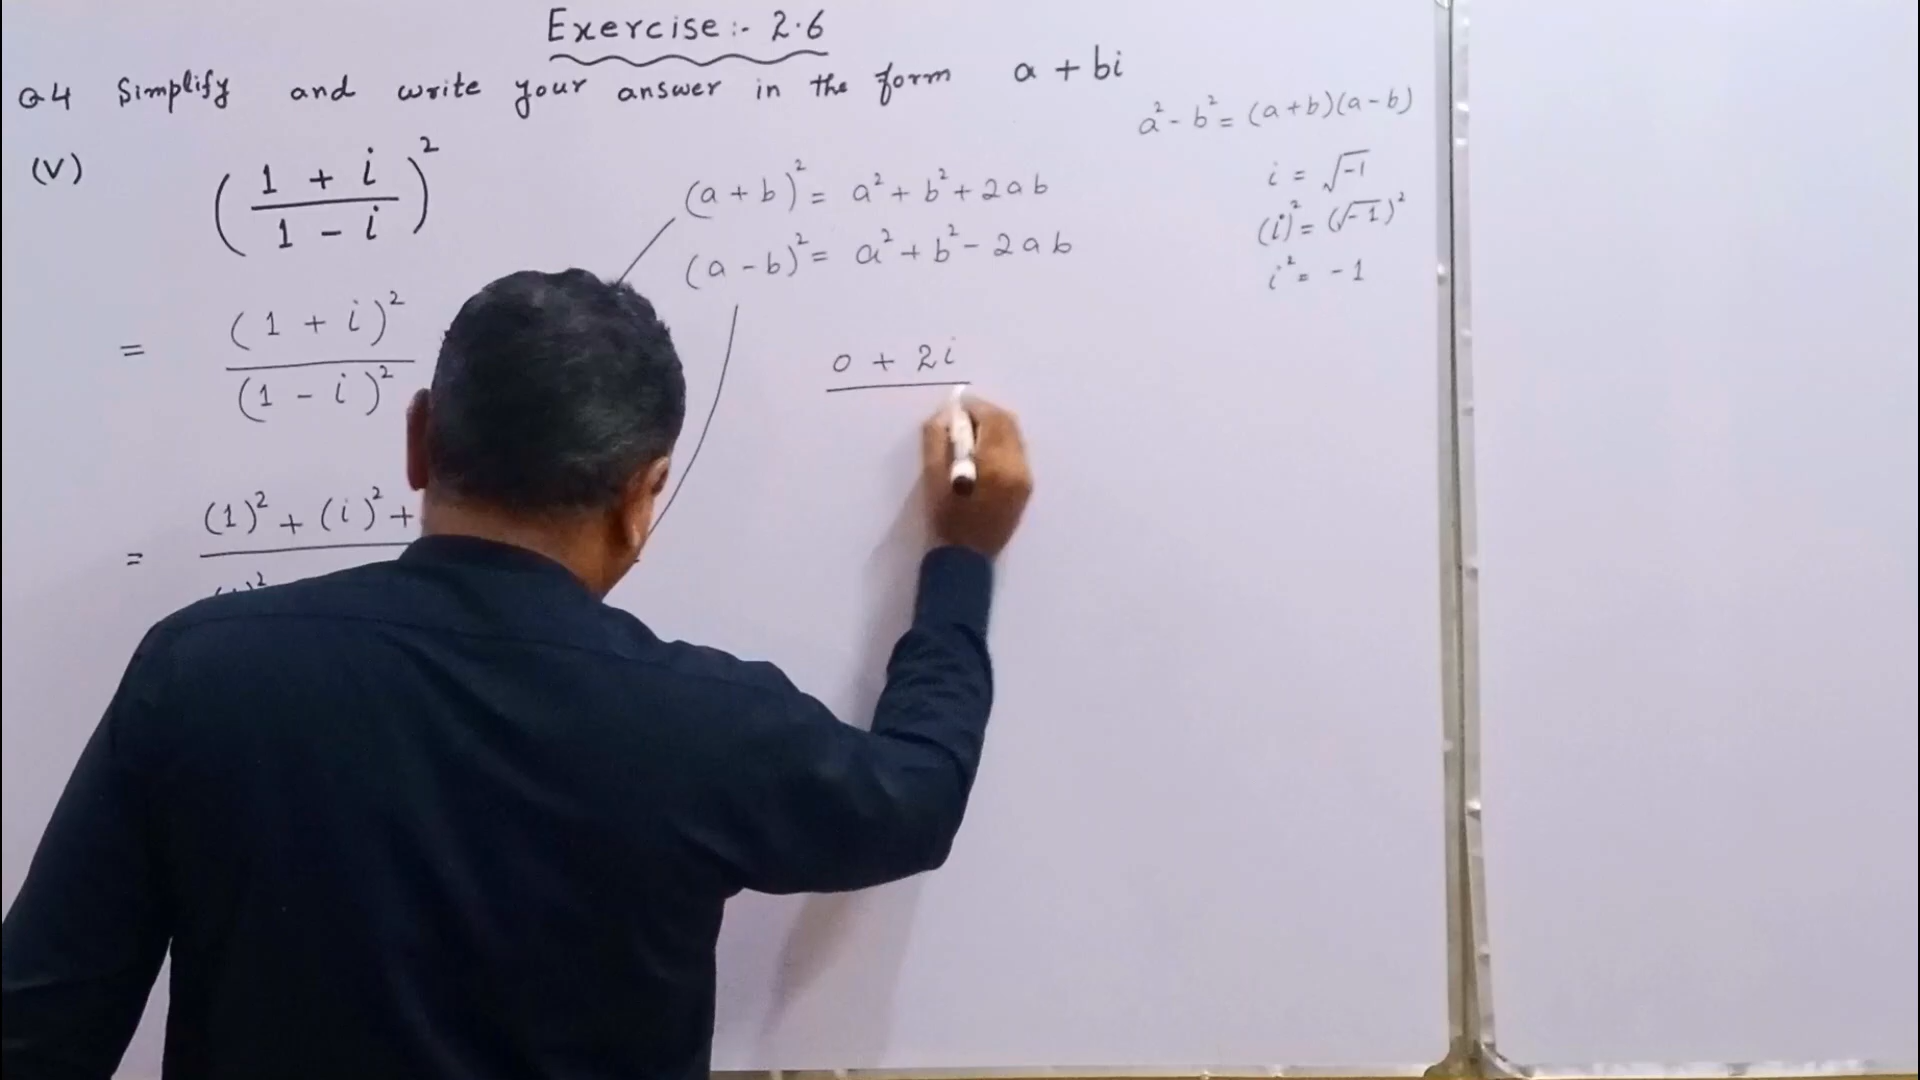 Exercise:- 2.6
Q4 Simplify and write your answer in the form a + bi
a² - b² = (a+b)(a-b)
(V) (1 + i / 1 - i)²
(a + b)² = a² + b² + 2ab
(a - b)² = a² + b² - 2ab
i = √-1
(i)² = (√-1)²
i² = -1
= (1 + i)² / (1 - i)²
0 + 2i
= (1)² + (i)² +